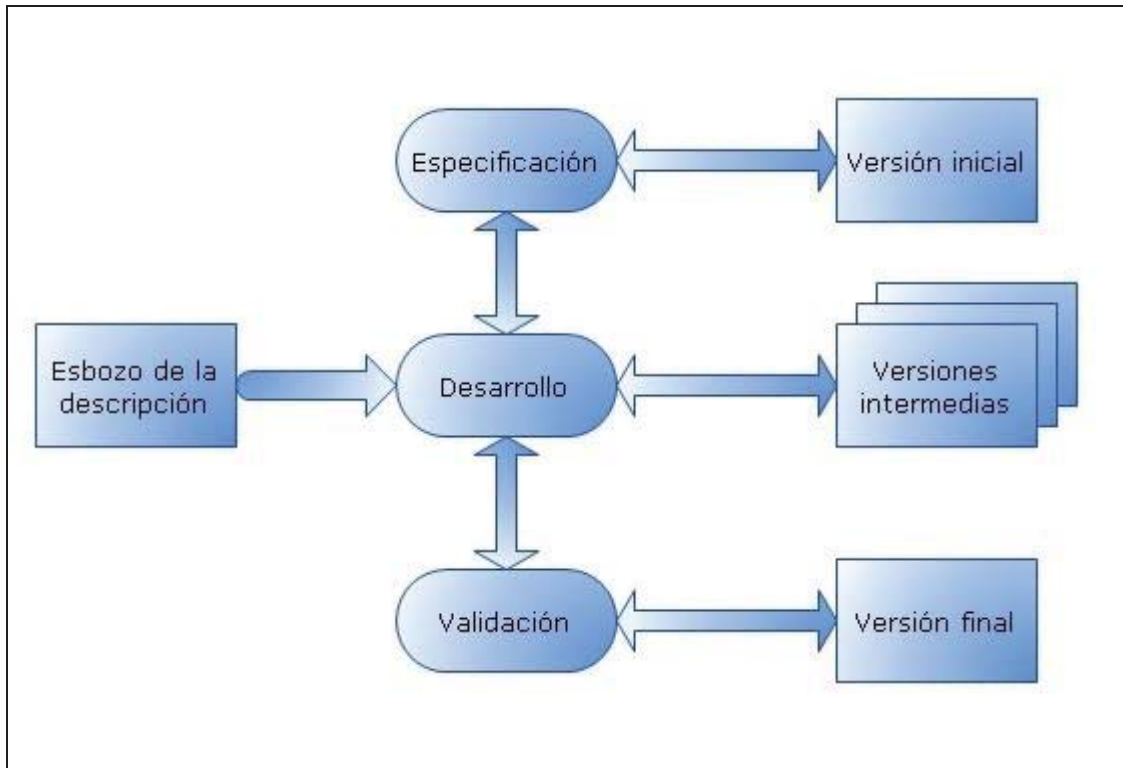 Especificación
Versión inicial
Esbozo de la
descripción
Desarrollo
Versiones
intermedias
Validación
Versión final